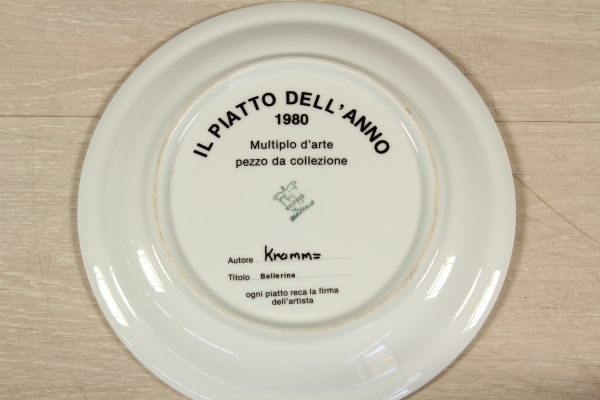 IL PIATTO DELL'ANNO
1980
Multiplo d'arte
pezzo da collezione
Autore
Titolo Ballerina
ogni piatto reca la firma
dell'artista